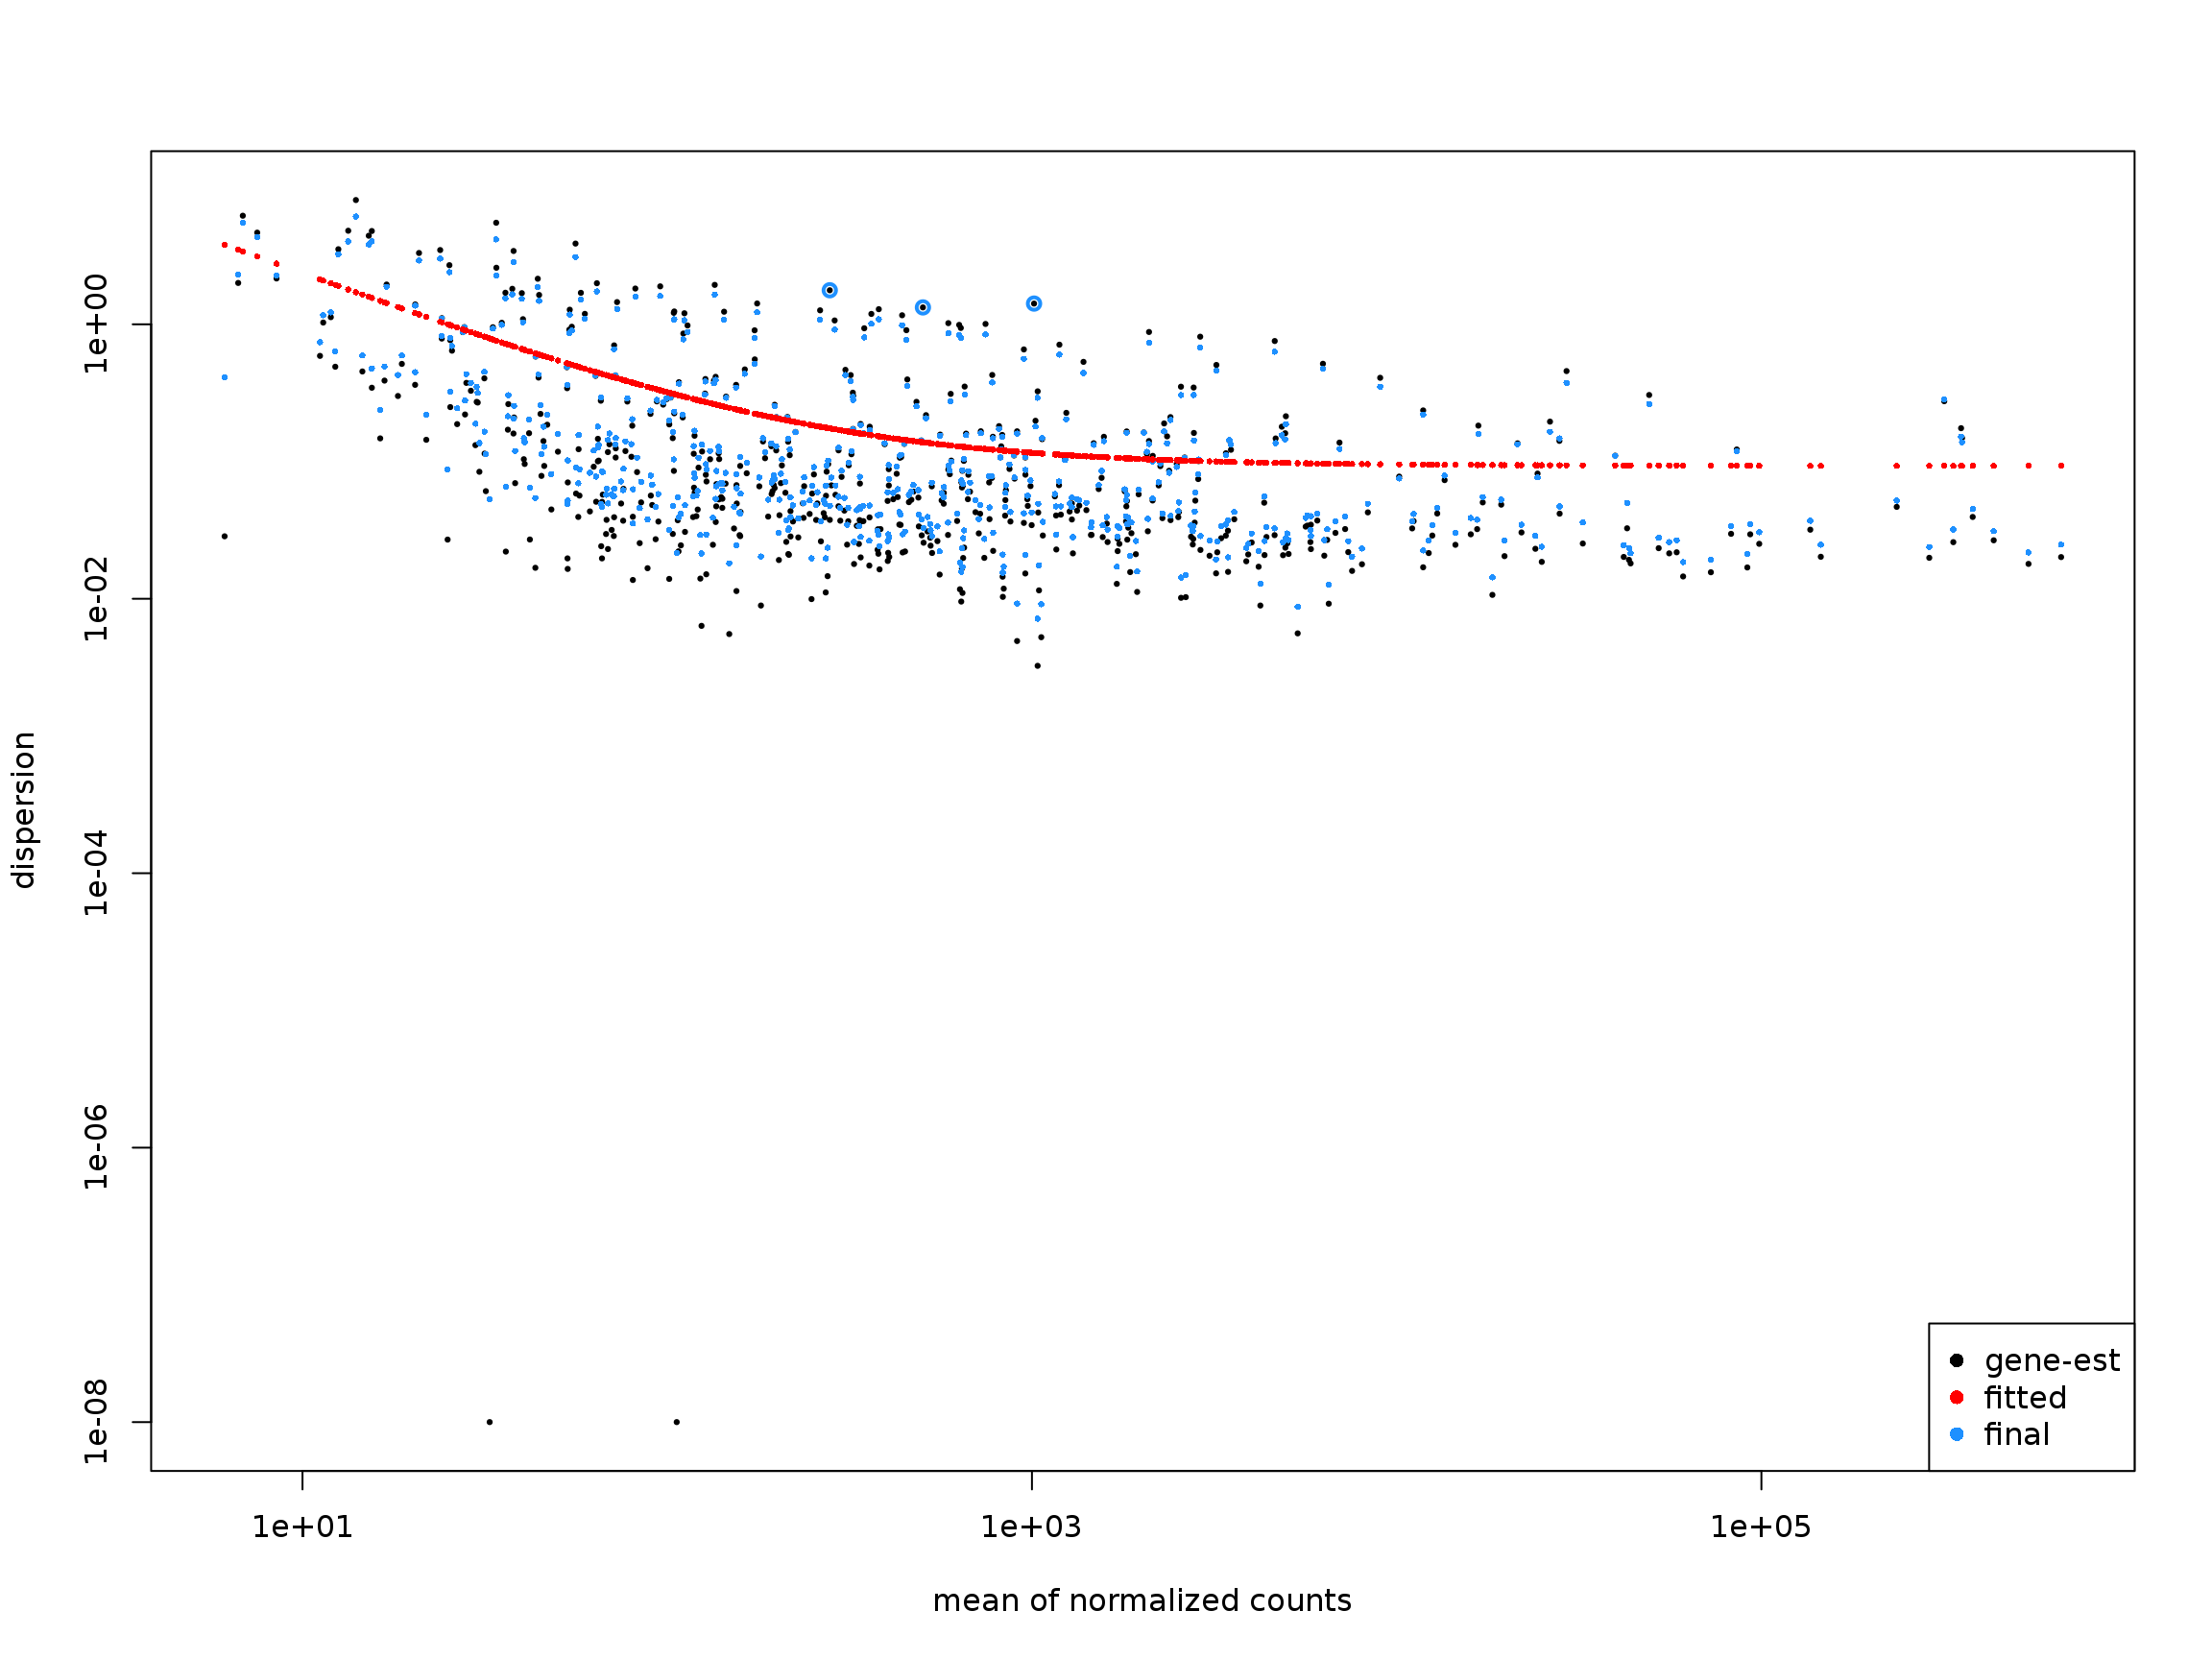 dispersion
1e+00
1e-02
1e-04
1e-06
1e-08
1e+01
1e+03
1e+05
mean of normalized counts
gene-est
fitted
final